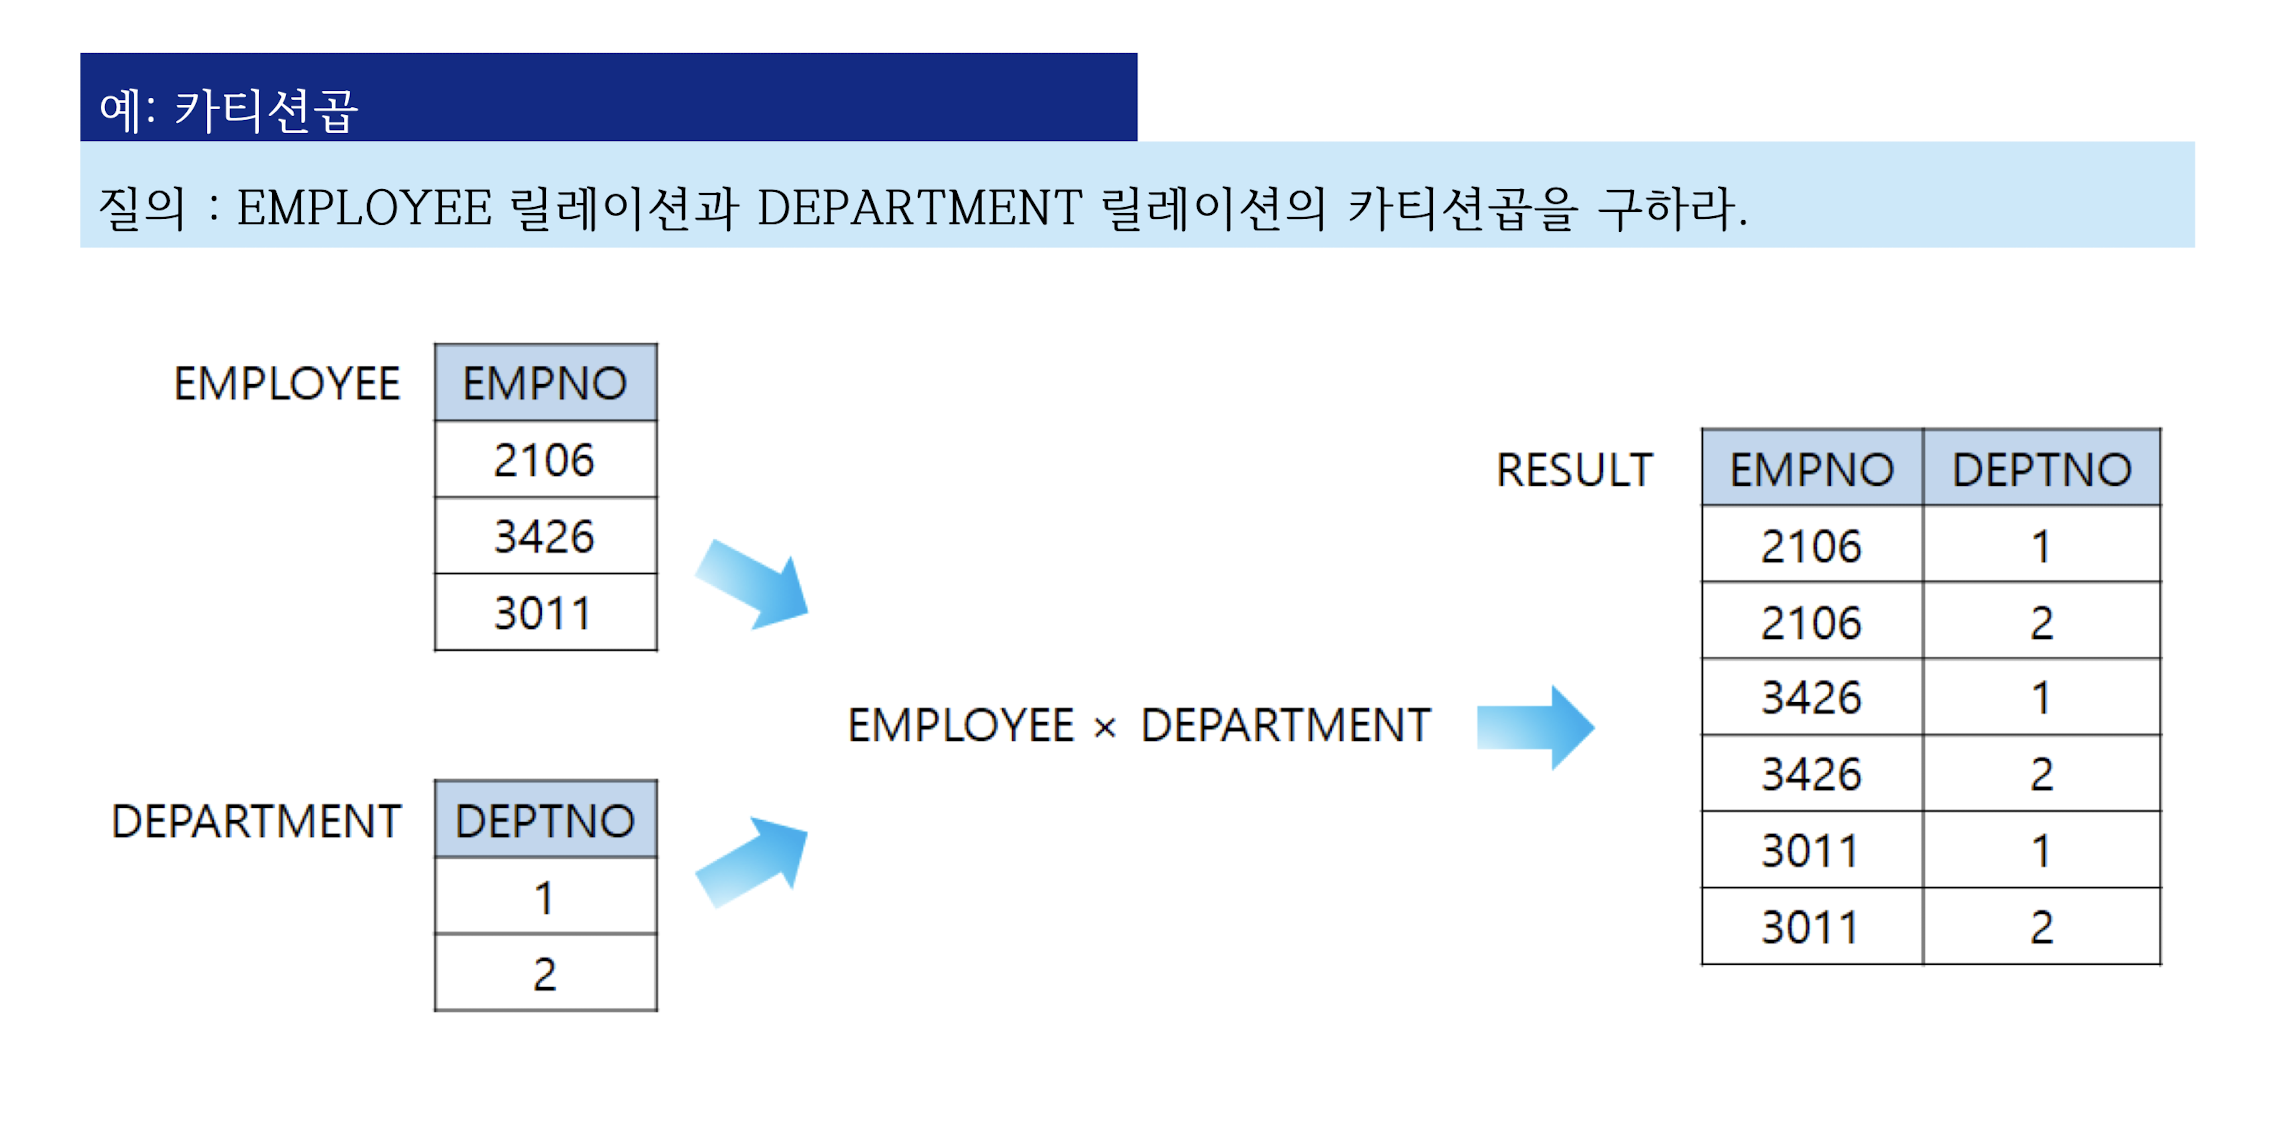 예: 카티션곱
질의 : EMPLOYEE 릴레이션과 DEPARTMENT 릴레이션의 카티션곱을 구하라.
EMPLOYEE EMPNO
2106
3426
3011
DEPARTMENT DEPTNO
1
2
EMPLOYEE × DEPARTMENT
RESULT EMPNO DEPTNO
2106 1
2106 2
3426 1
3426 2
3011 1
3011 2